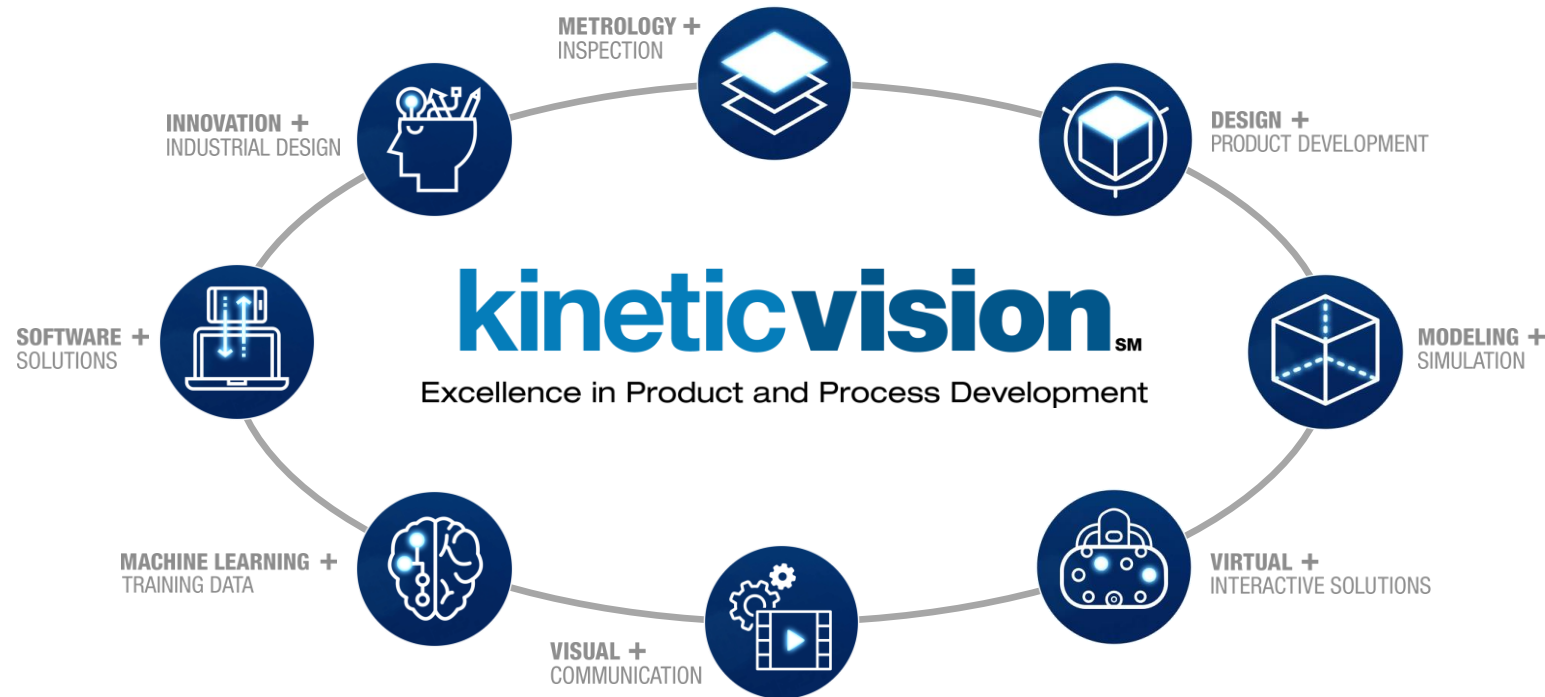 METROLOGY +
INSPECTION
INNOVATION +
INDUSTRIAL DESIGN
DESIGN +
PRODUCT DEVELOPMENT
kineticvision SM
Excellence in Product and Process Development
SOFTWARE +
SOLUTIONS
MODELING +
SIMULATION
MACHINE LEARNING +
TRAINING DATA
VIRTUAL +
INTERACTIVE SOLUTIONS
VISUAL +
COMMUNICATION